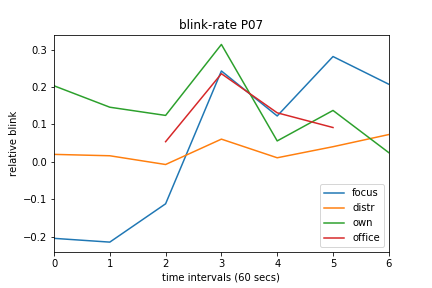 blink-rate P07
relative blink
0.3
0.2
0.1
0.0
−0.1
−0.2
0 1 2 3 4 5 6
time intervals (60 secs)
focus
distr
own
office